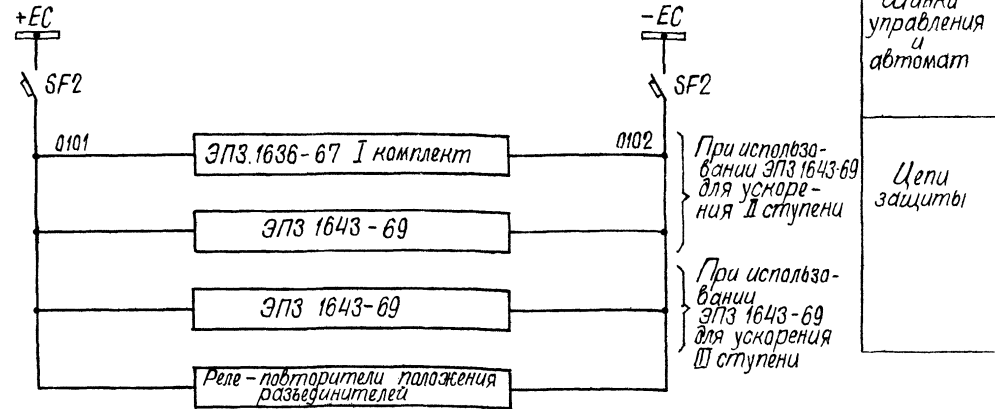 +ЕС
-ЕС
SF2
SF2
0101
ЭПЗ.1636-67 I комплект
0102
ЭПЗ 1643-69
ЭПЗ 1643-69
Реле-повторители положения
разъединителей
При использо-
вании ЭПЗ 1643-69
для ускоре-
ния II ступени
При использо-
вании
ЭПЗ 1643-69
для ускорения
III ступени
управления
и
автомат
Цепи
защиты